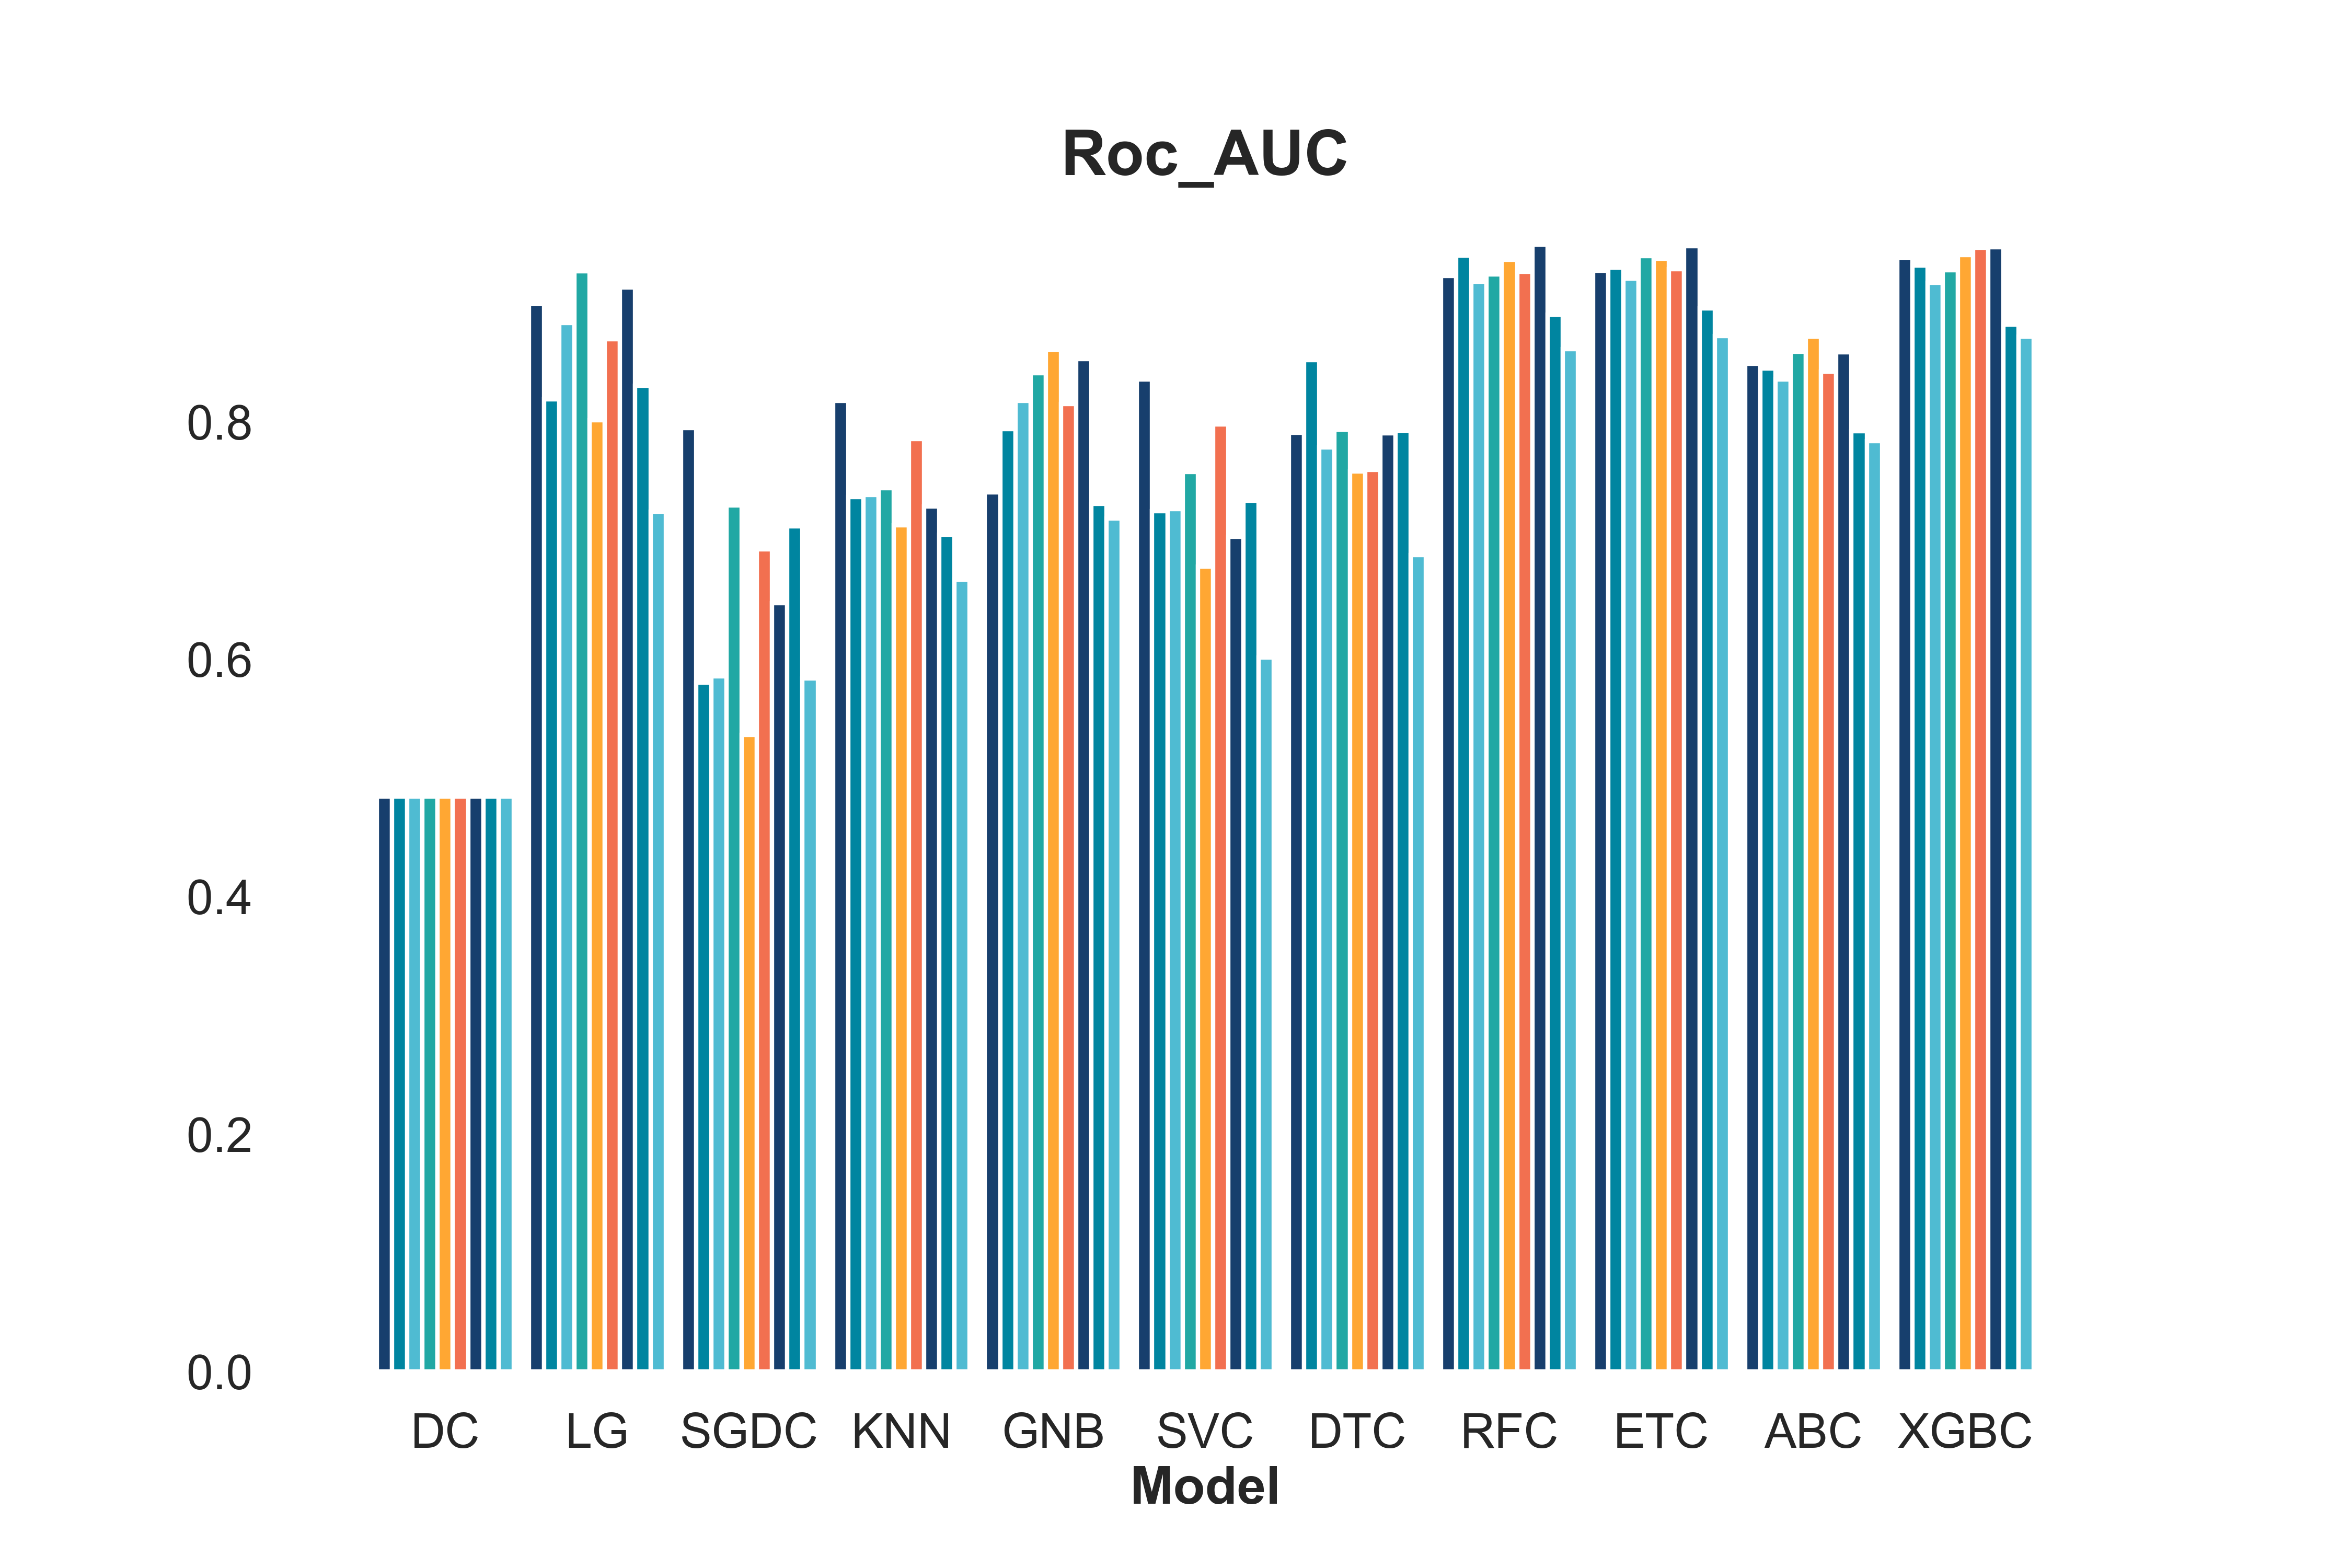 Roc_AUC
0.8
0.6
0.4
0.2
0.0
DC LG SGDC KNN GNB SVC DTC RFC ETC ABC XGBC
Model